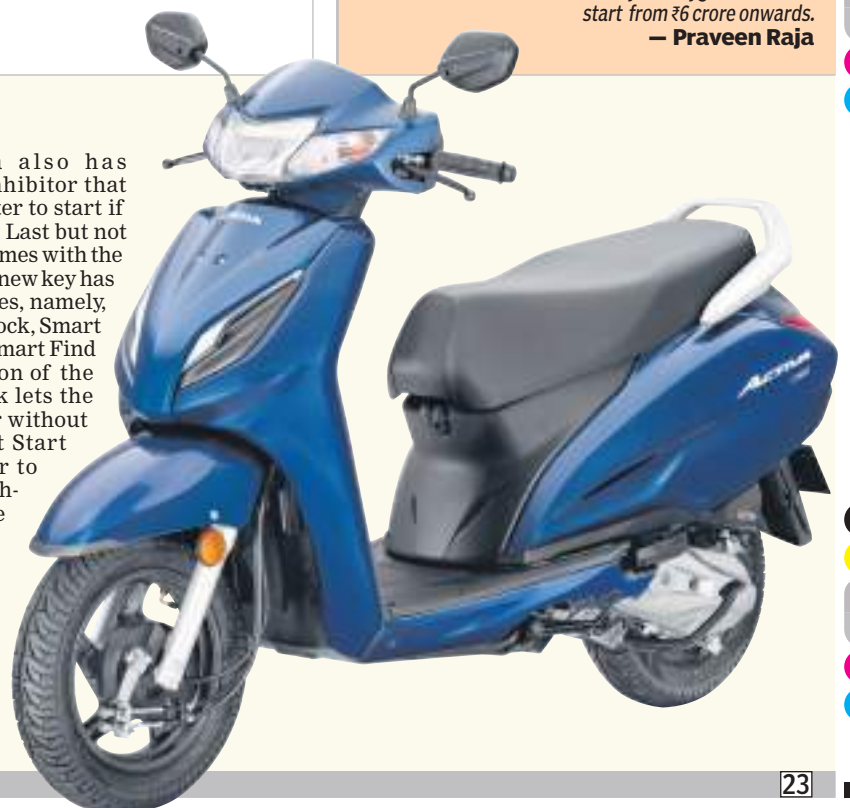 start from ₹6 crore onwards.
— Praveen Raja
also has
nhibitor that
ter to start if
Last but not
mes with the
new key has
es, namely,
ock, Smart
mart Find
on of the
k lets the
r without
t Start
r to
h-
e
ACTIVA
23